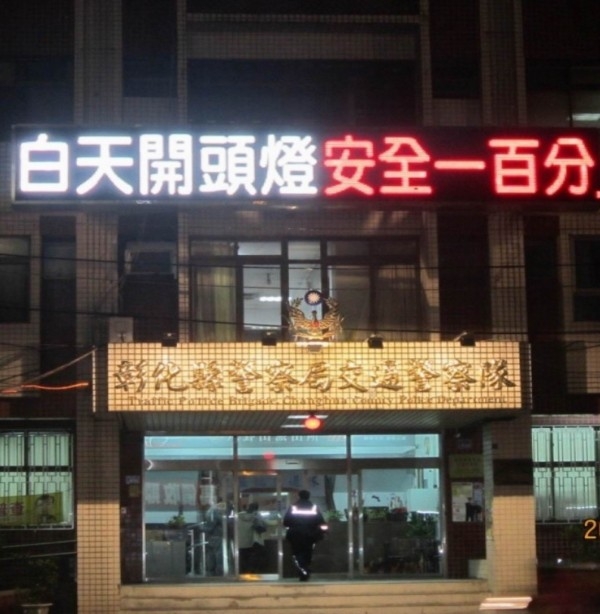 白天開頭燈安全一百分
彰化縣警察局交通警察隊
Traffic Police Brigade Changhua County Police Department
2